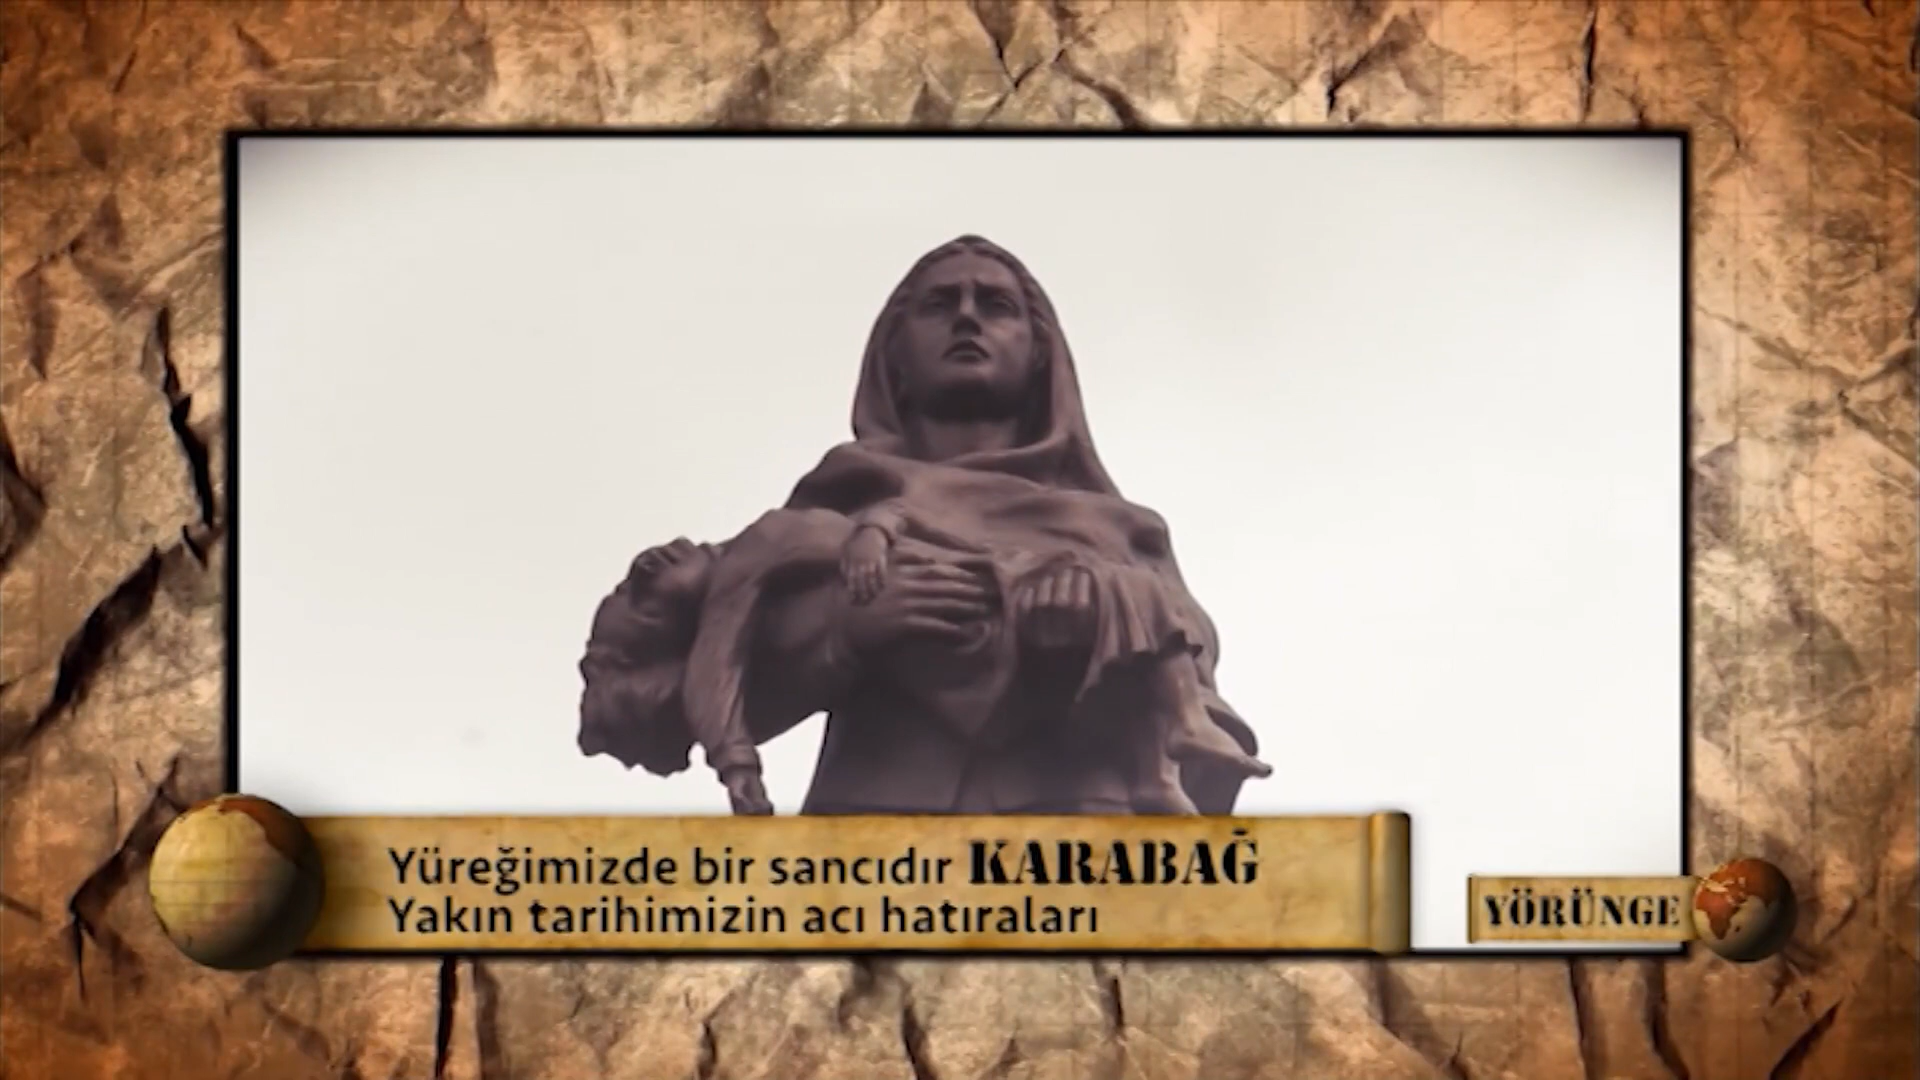 Yüreğimizde bir sancıdır KARABAĞ
Yakın tarihimizin acı hatıraları
YÖRÜNGE